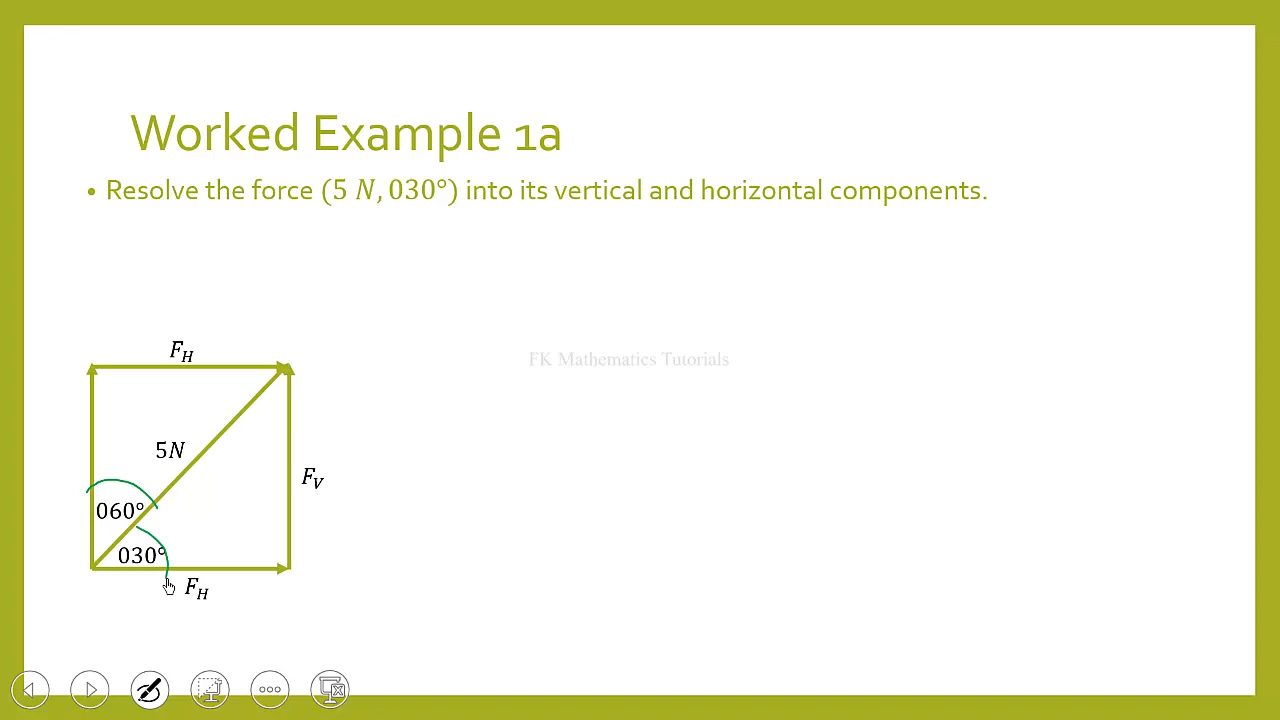 Worked Example 1a
• Resolve the force (5 N, 030°) into its vertical and horizontal components.
F_H
FK Mathematics Tutorials
5N
F_V
060°
030°
F_H